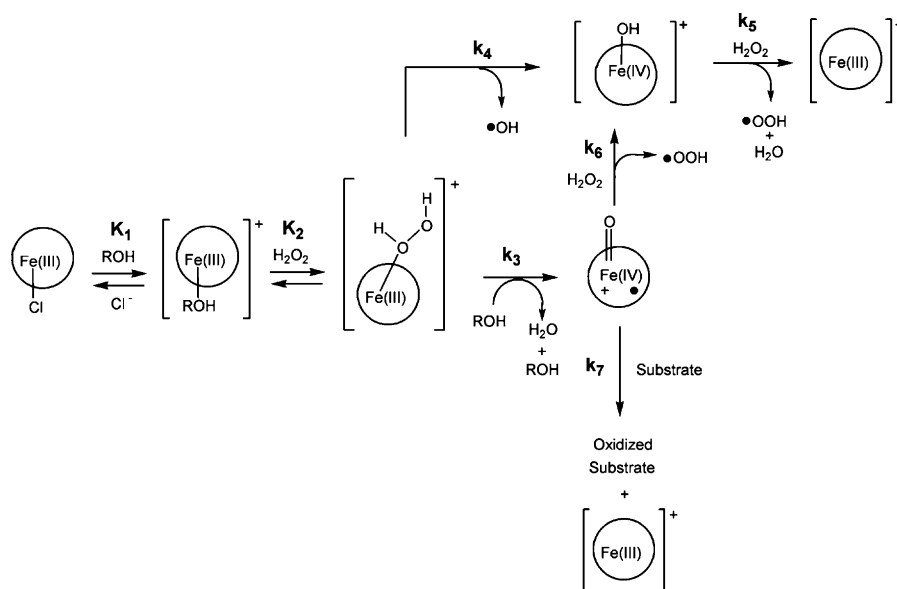 OH
Fe(IV)
+
k4
•OH
k5
H2O2
•OOH
+
H2O
Fe(III)
+
k6
H2O2
•OOH
Fe(III)
Cl
K1
ROH
Cl-
Fe(III)
ROH
+
K2
H2O2
H
O
H
O
Fe(III)
+
k3
ROH
H2O
+
ROH
O
Fe(IV)
+ •
k7
Substrate
Oxidized
Substrate
+
Fe(III)
+